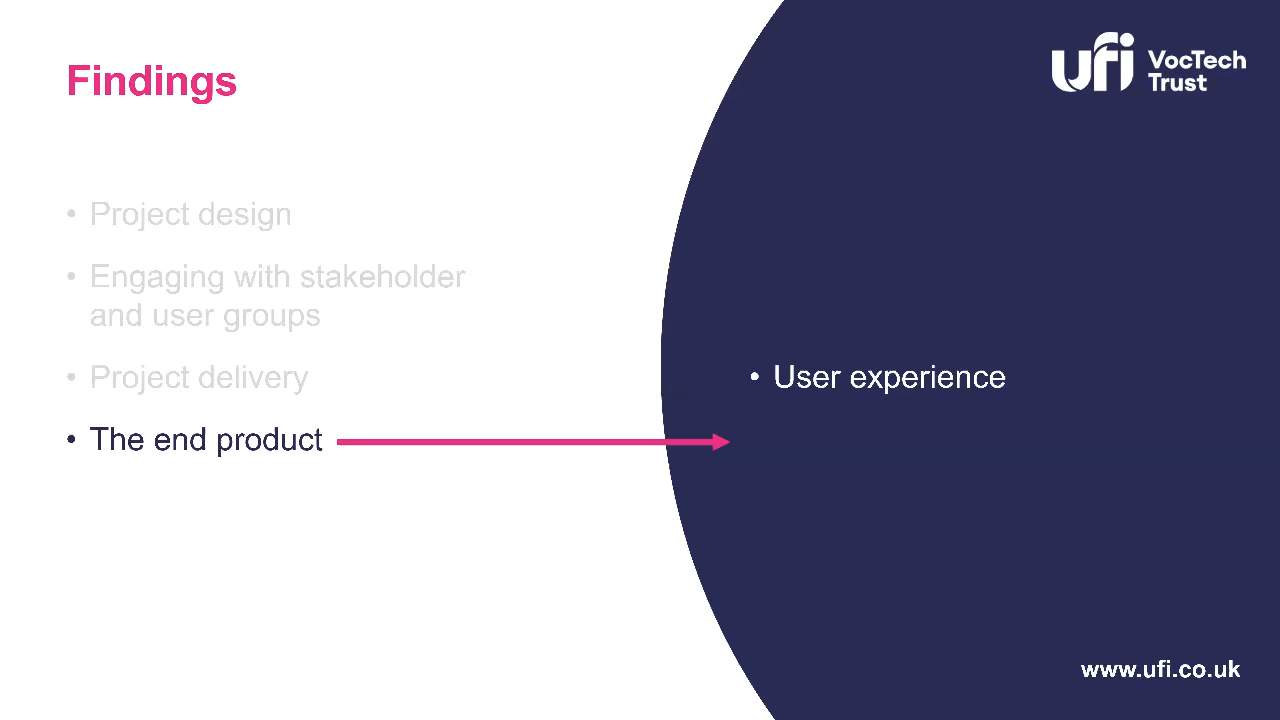 Findings
• Project design
• Engaging with stakeholder
and user groups
• Project delivery
• The end product
ufi VocTech
Trust
• User experience
www.ufi.co.uk